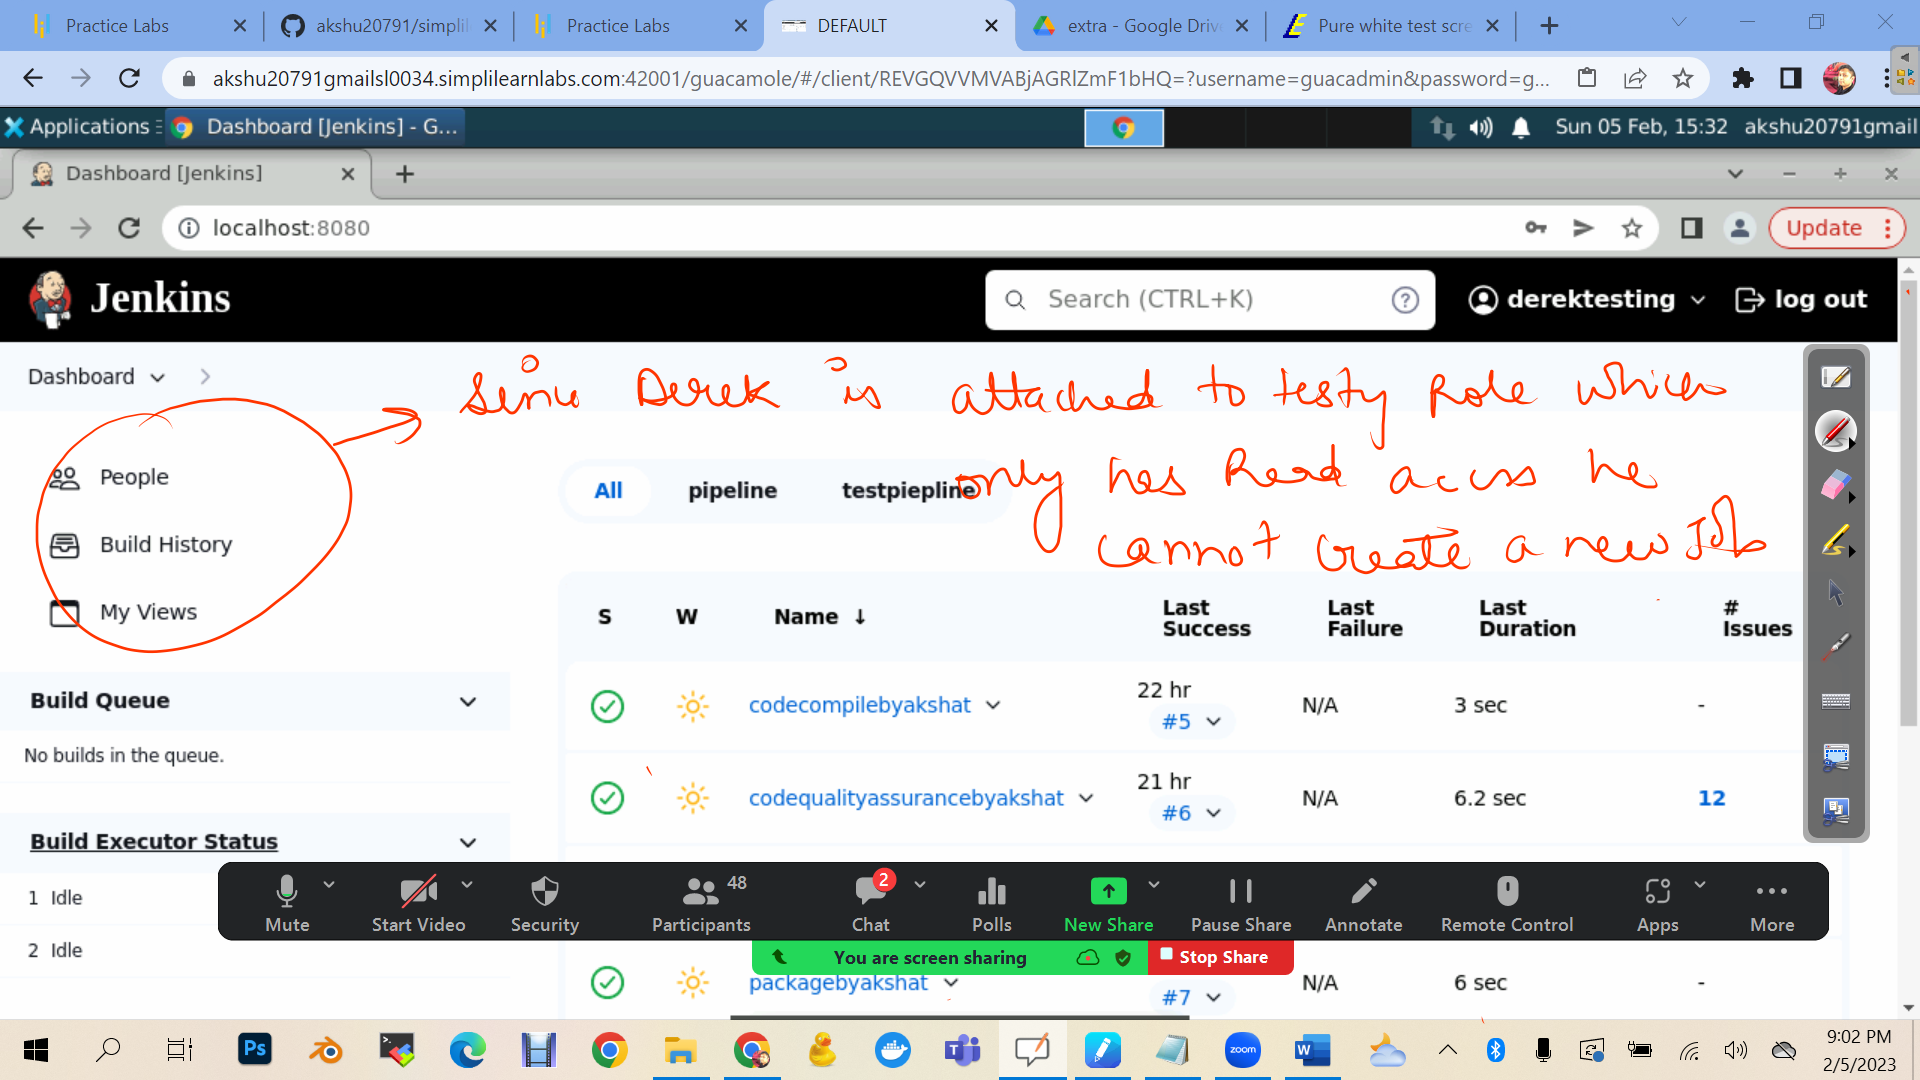 Practice Labs
akshu20791/simplil
Practice Labs
DEFAULT
extra - Google Drive
Pure white test scre
akshu20791gmailsl0034.simplilearnlabs.com:42001/guacamole/#/client/REVGQVVMVABjAGRlZmF1bHQ=?username=guacadmin&password=g...
Applications
Dashboard [Jenkins] - G...
Sun 05 Feb, 15:32
akshu20791gmail
Dashboard [Jenkins]
localhost:8080
Update
Jenkins
Search (CTRL+K)
derektesting
log out
Dashboard
Since Derek is attached to testy Role which
only has Read access he
cannot create a new Job
People
Build History
My Views
All
pipeline
testpiepline
S W Name ↓ Last Success Last Failure Last Duration # Issues
codecompilebyakshat 22 hr #5 N/A 3 sec -
codequalityassurancebyakshat 21 hr #6 N/A 6.2 sec 12
packagebyakshat #7 N/A 6 sec -
Build Queue
No builds in the queue.
Build Executor Status
1 Idle
2 Idle
Mute
Start Video
Security
Participants 48
Chat 2
Polls
New Share
Pause Share
Annotate
Remote Control
Apps
More
You are screen sharing
Stop Share
Ps
zoom
W
9:02 PM
2/5/2023